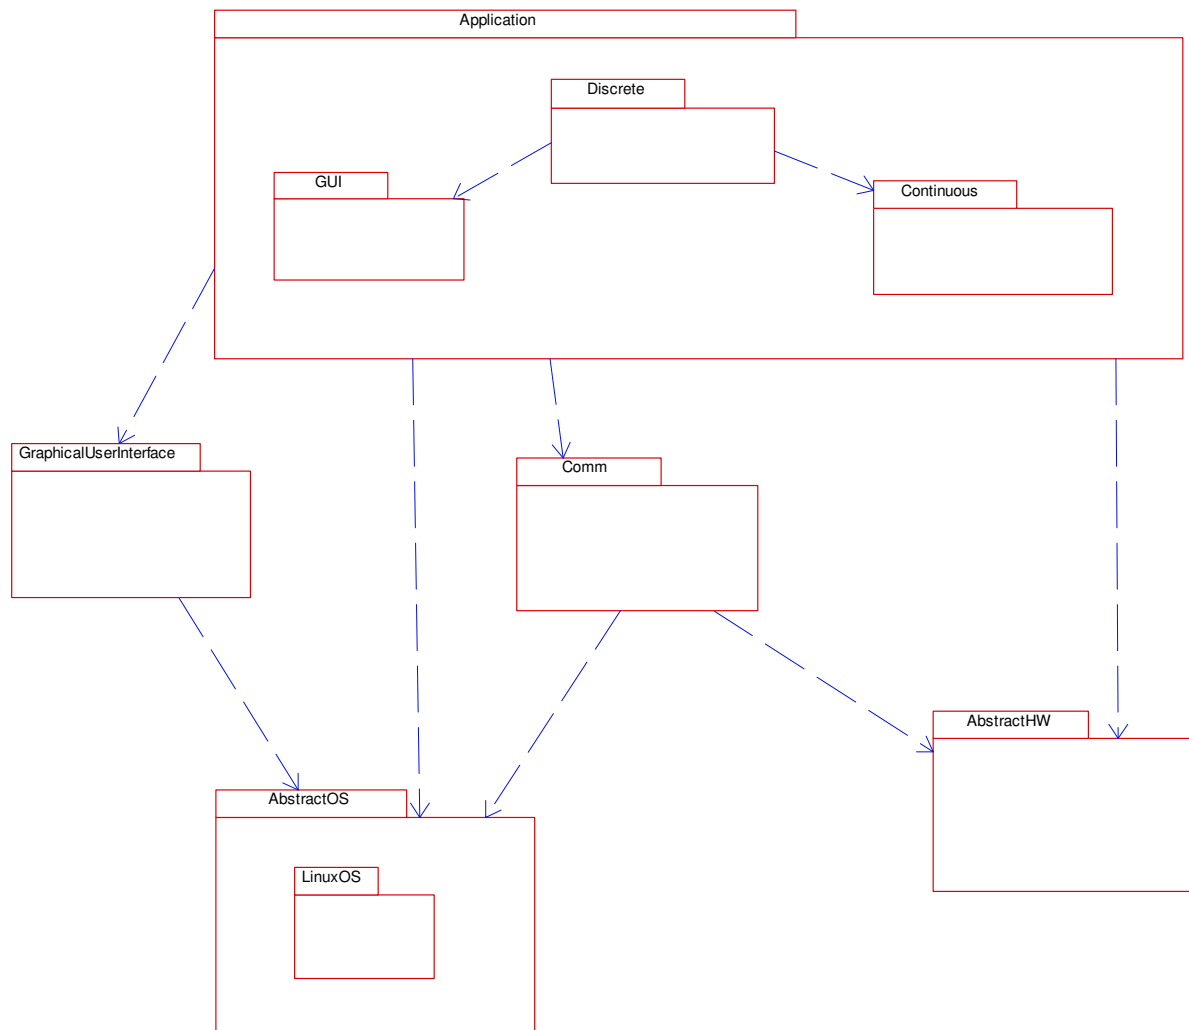 Application
Discrete
GUI
Continuous
GraphicalUserInterface
Comm
AbstractHW
AbstractOS
LinuxOS